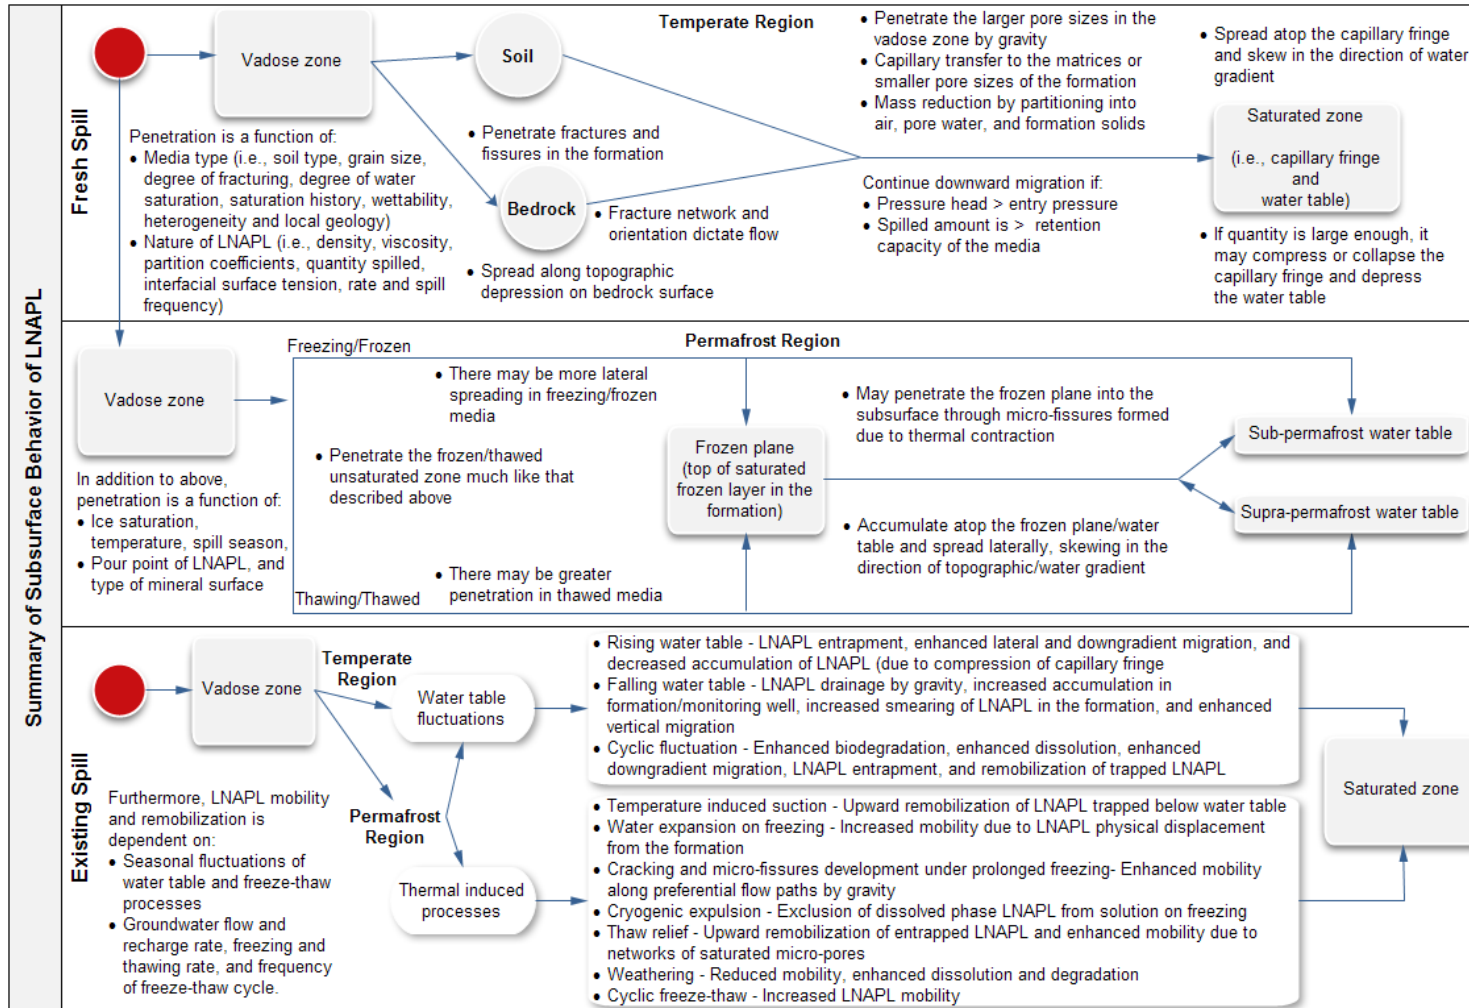 Summary of Subsurface Behavior of LNAPL
Fresh Spill
Temperate Region
Vadose zone
Penetration is a function of:
• Media type (i.e., soil type, grain size,
degree of fracturing, degree of water
saturation, saturation history, wettability,
heterogeneity and local geology)
• Nature of LNAPL (i.e., density, viscosity,
partition coefficients, quantity spilled,
interfacial surface tension, rate and spill
frequency)
Soil
• Penetrate fractures and
fissures in the formation
Bedrock
• Fracture network and
orientation dictate flow
• Spread along topographic
depression on bedrock surface
• Penetrate the larger pore sizes in the
vadose zone by gravity
• Capillary transfer to the matrices or
smaller pore sizes of the formation
• Mass reduction by partitioning into
air, pore water, and formation solids
Continue downward migration if:
• Pressure head > entry pressure
• Spilled amount is > retention
capacity of the media
• Spread atop the capillary fringe
and skew in the direction of water
gradient
Saturated zone
(i.e., capillary fringe
and
water table)
• If quantity is large enough, it
may compress or collapse the
capillary fringe and depress
the water table
Permafrost Region
Vadose zone
In addition to above,
penetration is a function of:
• Ice saturation,
temperature, spill season,
• Pour point of LNAPL, and
type of mineral surface
Freezing/Frozen
• There may be more lateral
spreading in freezing/frozen
media
• Penetrate the frozen/thawed
unsaturated zone much like that
described above
• There may be greater
penetration in thawed media
Thawing/Thawed
Frozen plane
(top of saturated
frozen layer in the
formation)
• May penetrate the frozen plane into the
subsurface through micro-fissures formed
due to thermal contraction
• Accumulate atop the frozen plane/water
table and spread laterally, skewing in the
direction of topographic/water gradient
Sub-permafrost water table
Supra-permafrost water table
Existing Spill
Vadose zone
Furthermore, LNAPL mobility
and remobilization is
dependent on:
• Seasonal fluctuations of
water table and freeze-thaw
processes
• Groundwater flow and
recharge rate, freezing and
thawing rate, and frequency
of freeze-thaw cycle.
Temperate
Region
Permafrost
Region
Water table
fluctuations
Thermal induced
processes
• Rising water table - LNAPL entrapment, enhanced lateral and downgradient migration, and
decreased accumulation of LNAPL (due to compression of capillary fringe
• Falling water table - LNAPL drainage by gravity, increased accumulation in
formation/monitoring well, increased smearing of LNAPL in the formation, and enhanced
vertical migration
• Cyclic fluctuation - Enhanced biodegradation, enhanced dissolution, enhanced
downgradient migration, LNAPL entrapment, and remobilization of trapped LNAPL
• Temperature induced suction - Upward remobilization of LNAPL trapped below water table
• Water expansion on freezing - Increased mobility due to LNAPL physical displacement
from the formation
• Cracking and micro-fissures development under prolonged freezing- Enhanced mobility
along preferential flow paths by gravity
• Cryogenic expulsion - Exclusion of dissolved phase LNAPL from solution on freezing
• Thaw relief - Upward remobilization of entrapped LNAPL and enhanced mobility due to
networks of saturated micro-pores
• Weathering - Reduced mobility, enhanced dissolution and degradation
• Cyclic freeze-thaw - Increased LNAPL mobility
Saturated zone